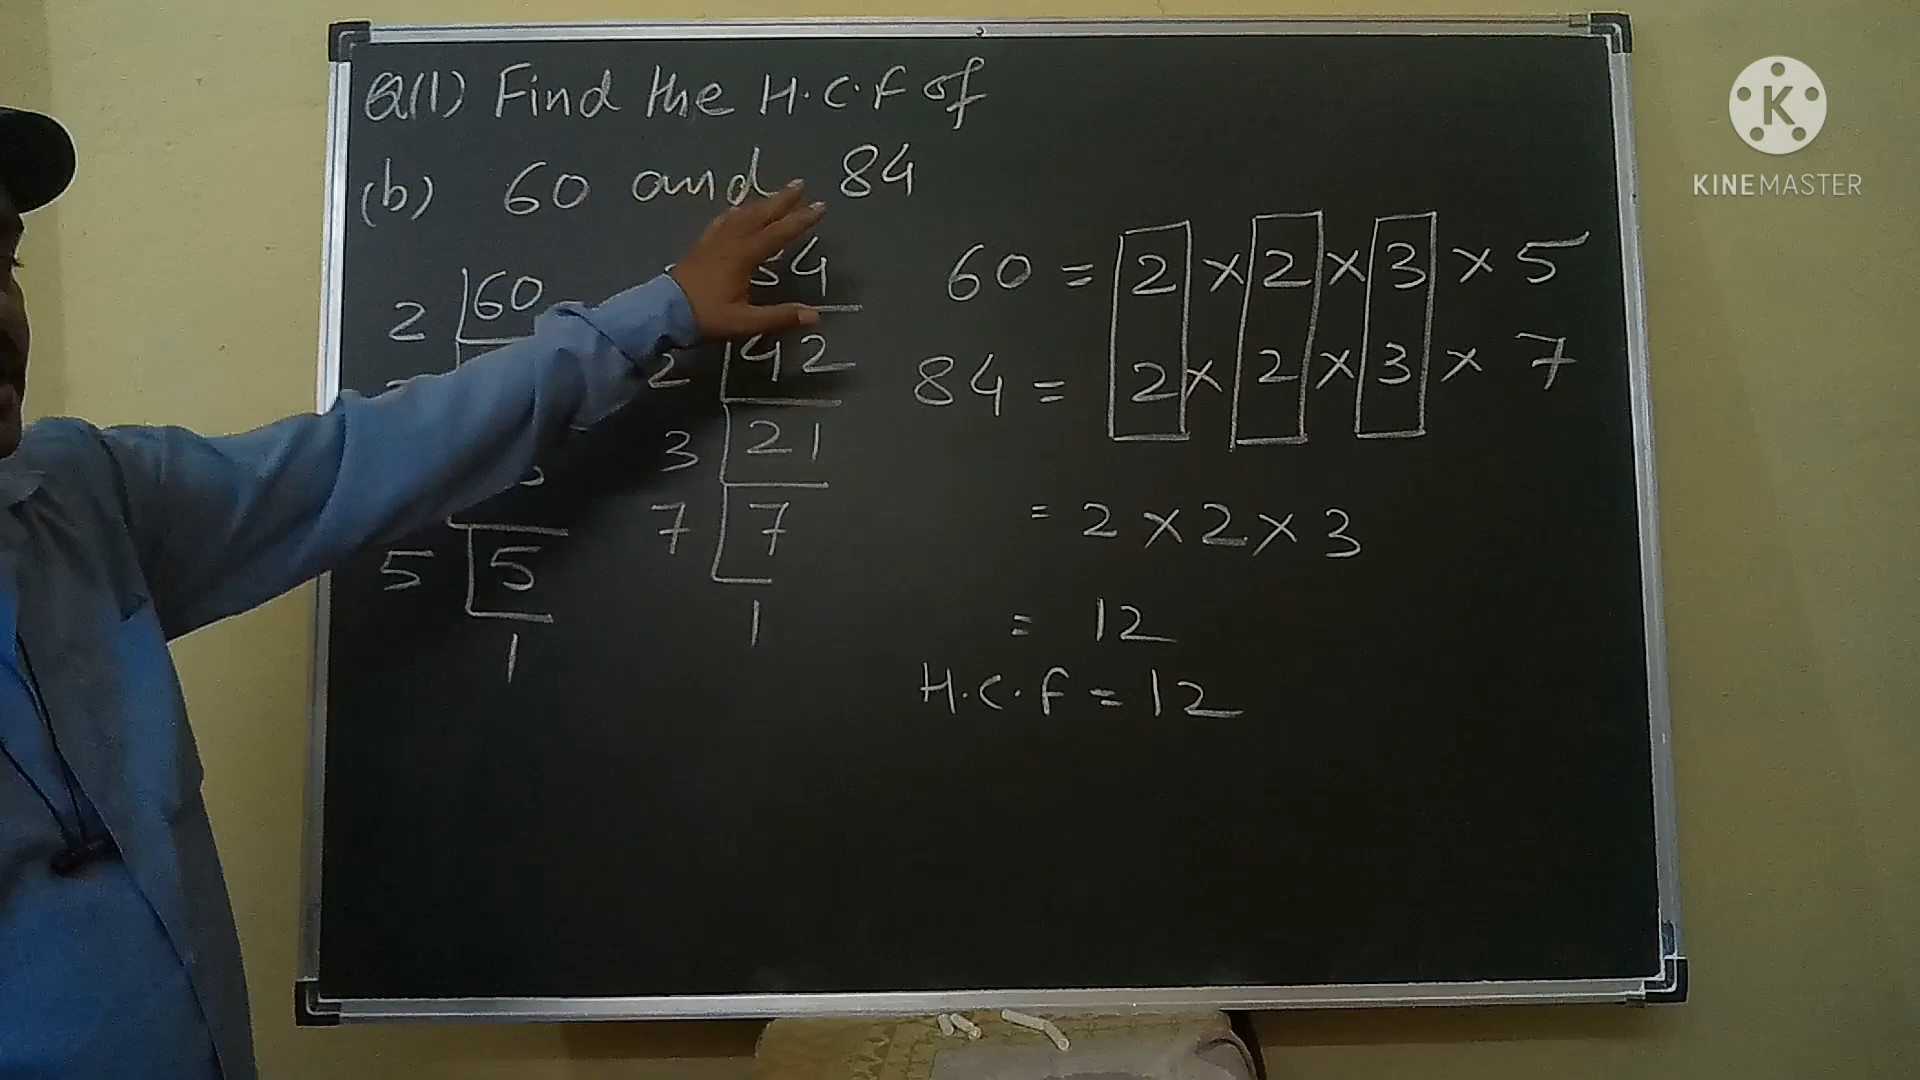 Q(1) Find the H.C.F of
(b) 60 and 84
2 60
5 5
1
84
2 42
3 21
7 7
1
60 = 2 × 2 × 3 × 5
84 = 2 × 2 × 3 × 7
= 2 × 2 × 3
= 12
H.C.F = 12
K
KINEMASTER